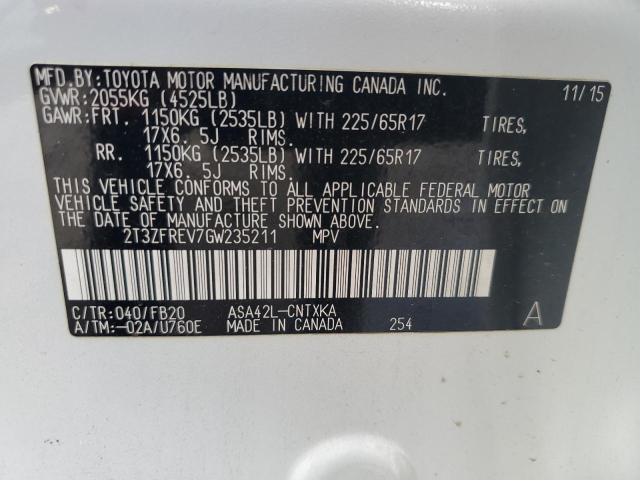 MFD.BY:TOYOTA MOTOR MANUFACTURING CANADA INC. 11/15
GVWR:2055KG (4525LB)
GAWR:FRT. 1150KG (2535LB) WITH 225/65R17 TIRES,
17X6. 5J RIMS.
RR. 1150KG (2535LB) WITH 225/65R17 TIRES,
17X6. 5J RIMS.
THIS VEHICLE CONFORMS TO ALL APPLICABLE FEDERAL MOTOR
VEHICLE SAFETY AND THEFT PREVENTION STANDARDS IN EFFECT ON
THE DATE OF MANUFACTURE SHOWN ABOVE.
2T3ZFREV7GW235211 MPV
C/TR:040/FB20 ASA42L-CNTXKA
A/TM:-02A/U760E MADE IN CANADA 254 A